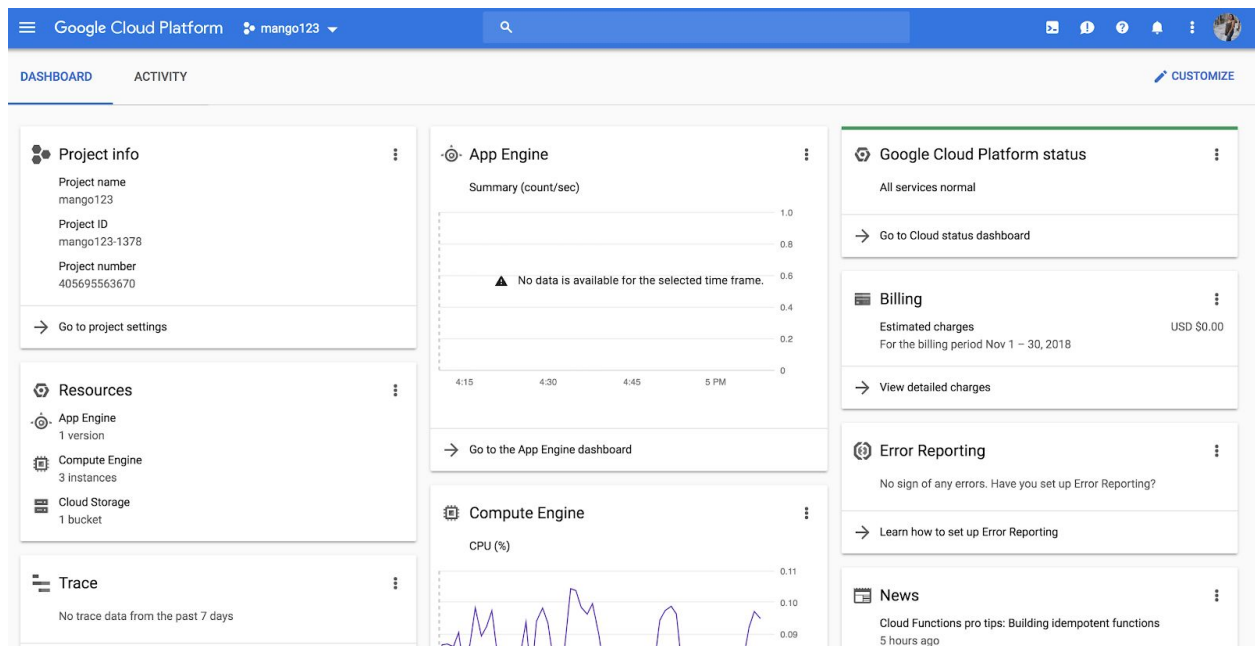 Google Cloud Platform
mango123
DASHBOARD
ACTIVITY
CUSTOMIZE
Project info
Project name
mango123
Project ID
mango123-1378
Project number
405695563670
Go to project settings
Resources
App Engine
1 version
Compute Engine
3 instances
Cloud Storage
1 bucket
Trace
No trace data from the past 7 days
App Engine
Summary (count/sec)
1.0
0.8
No data is available for the selected time frame.
0.6
0.4
0.2
0
4:15
4:30
4:45
5 PM
Go to the App Engine dashboard
Compute Engine
CPU (%)
0.11
0.10
0.09
Google Cloud Platform status
All services normal
Go to Cloud status dashboard
Billing
Estimated charges
USD $0.00
For the billing period Nov 1 – 30, 2018
View detailed charges
Error Reporting
No sign of any errors. Have you set up Error Reporting?
Learn how to set up Error Reporting
News
Cloud Functions pro tips: Building idempotent functions
5 hours ago